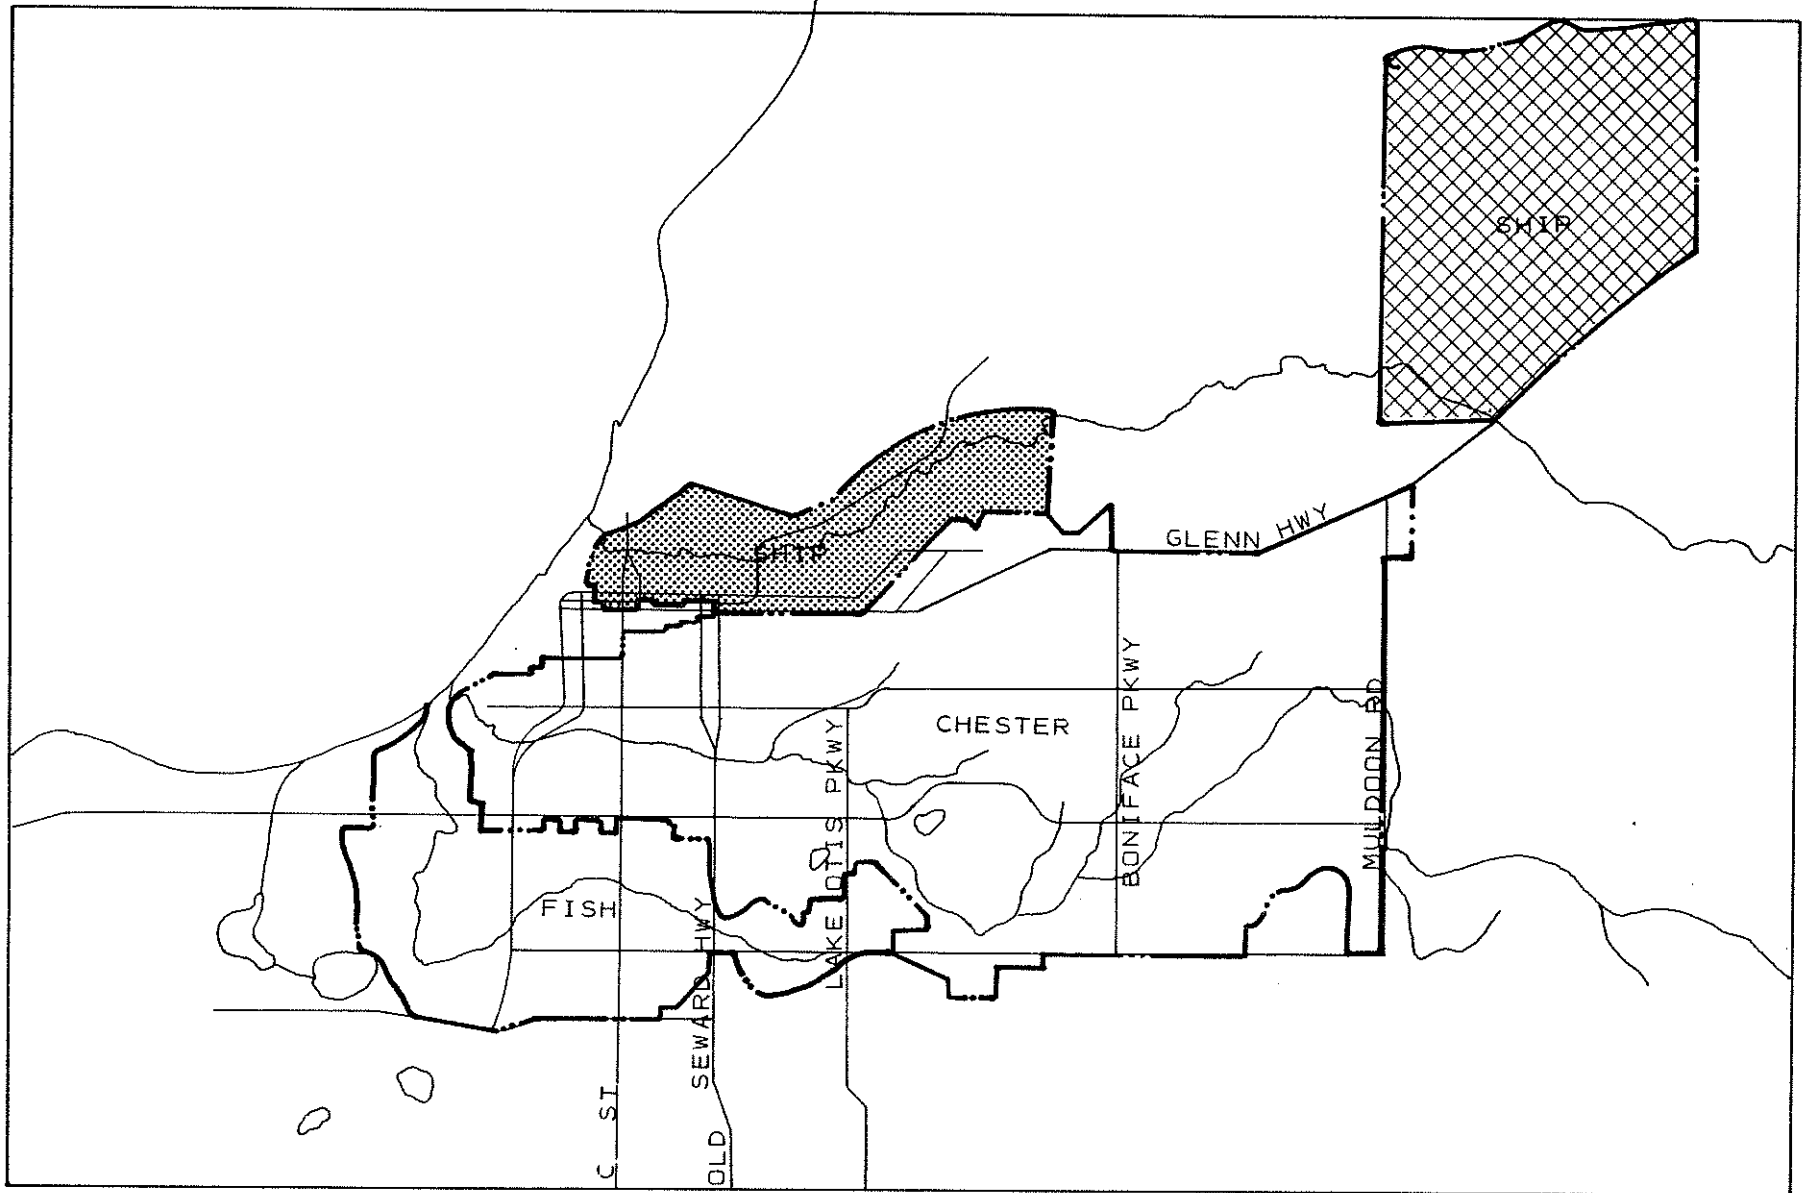 SHIP
SHIP
GLENN HWY
CHESTER
BONIFACE PKWY
MULDOON RD
LAKE OTIS PKWY
FISH
OLD SEWARD HWY
C ST